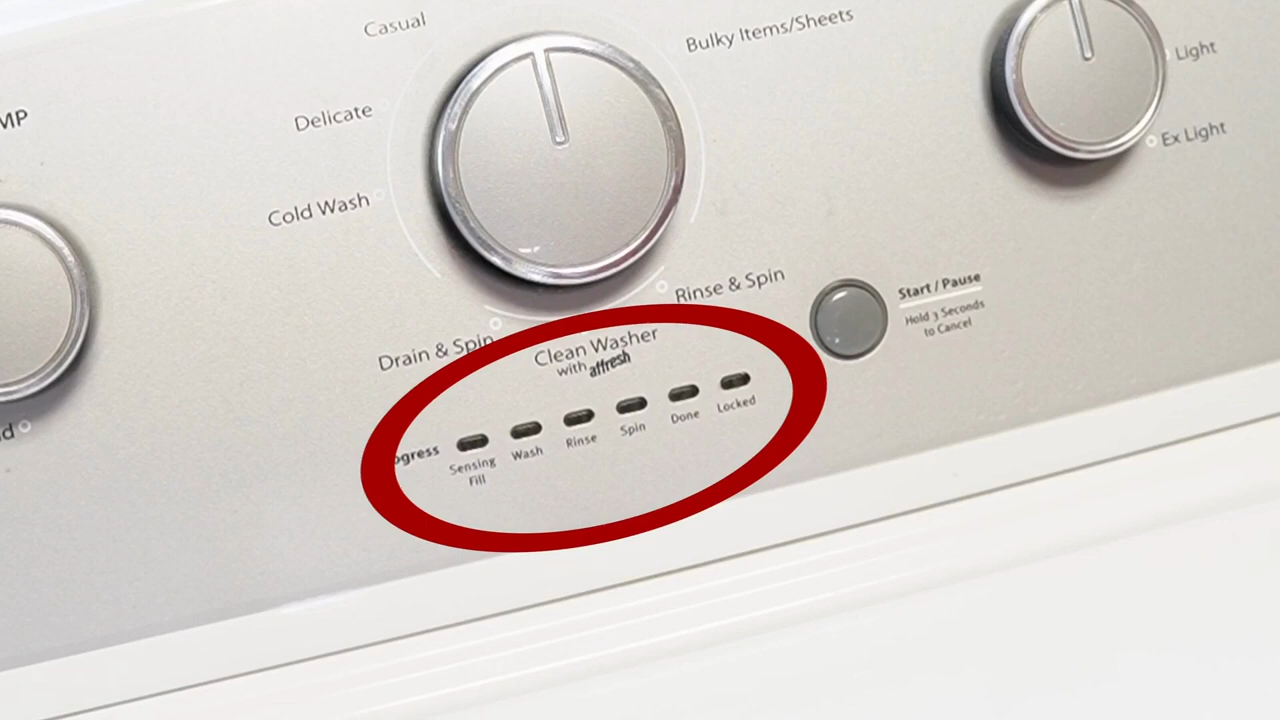 Casual
Bulky Items/Sheets
Light
MP
Delicate
Ex Light
Cold Wash
Rinse & Spin
Start / Pause
Hold 3 Seconds
to Cancel
Drain & Spin
Clean Washer
with affresh
ogress
Sensing
Fill
Wash
Rinse
Spin
Done
Locked
d